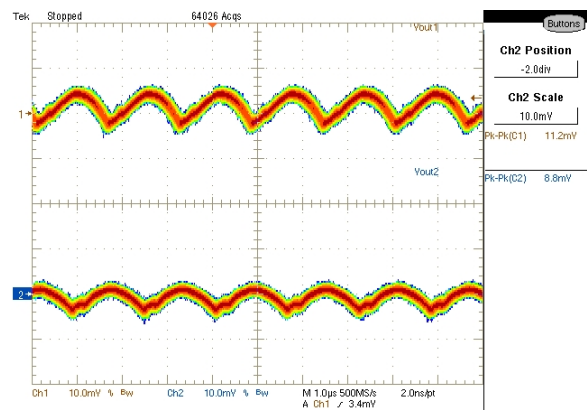 Tek Stopped 64026 Acqs
Buttons
Vout1
Ch2 Position
-2.0div
Ch2 Scale
10.0mV
1
Pk-Pk(C1) 11.2mV
Vout2
Pk-Pk(C2) 8.8mV
2
Ch1 10.0mV % Bw Ch2 10.0mV % Bw M 1.0µs 500MS/s 2.0ns/pt
A Ch1 / 3.4mV